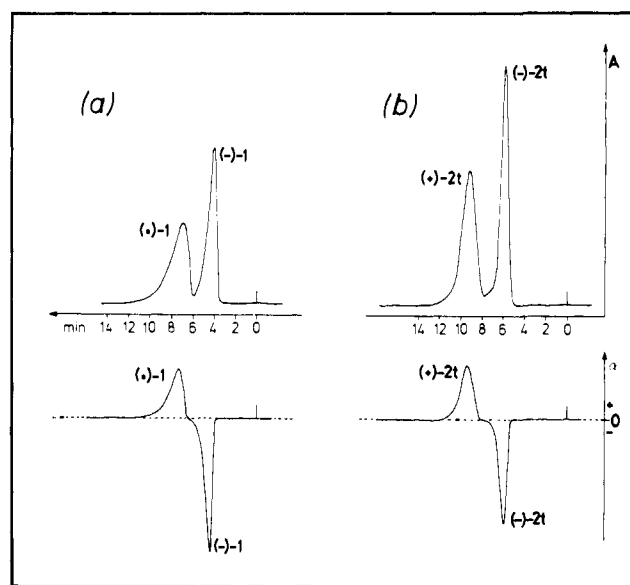 (a)
(b)
A
(-)-2t
(-)-1
(+)-2t
(•)-1
min 14 12 10 8 6 4 2 0
14 12 10 8 6 4 2 0
α
(•)-1
(+)-2t
+
0
−
(-)-1
(-)-2t